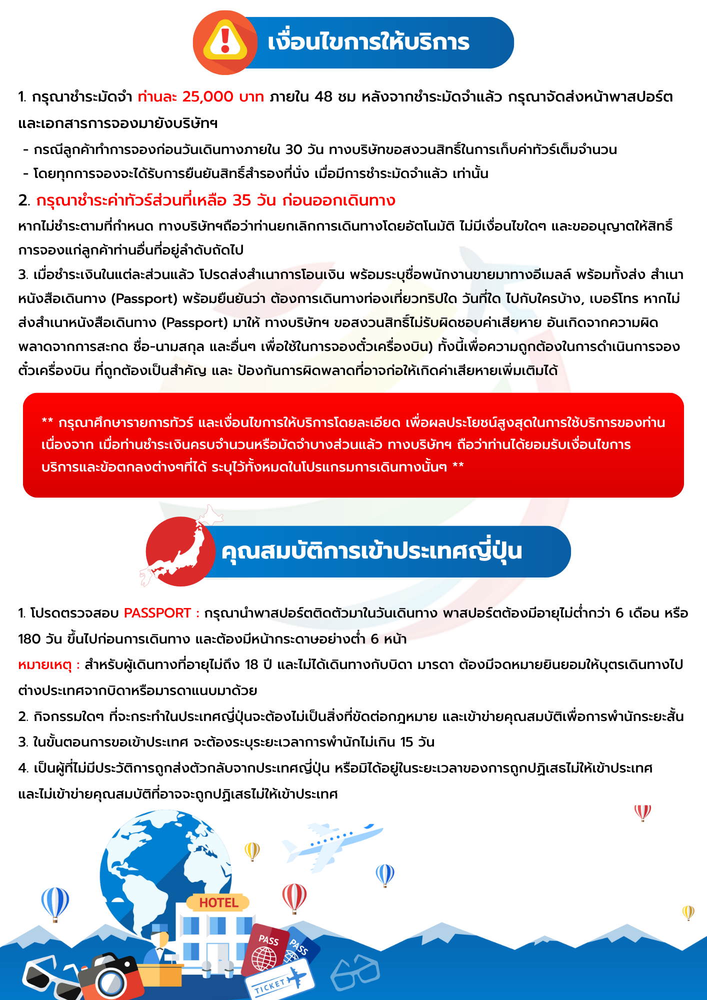 เงื่อนไขการให้บริการ
1. กรุณาชำระมัดจำ ท่านละ 25,000 บาท ภายใน 48 ชม หลังจากชำระมัดจำแล้ว กรุณาจัดส่งหน้าพาสปอร์ต
และเอกสารการจองมายังบริษัทฯ
- กรณีลูกค้าทำการจองก่อนวันเดินทางภายใน 30 วัน ทางบริษัทขอสงวนสิทธิ์ในการเก็บค่าทัวร์เต็มจำนวน
- โดยทุกการจองจะได้รับการยืนยันสิทธิ์สำรองที่นั่ง เมื่อมีการชำระมัดจำแล้ว เท่านั้น
2. กรุณาชำระค่าทัวร์ส่วนที่เหลือ 35 วัน ก่อนออกเดินทาง
หากไม่ชำระตามที่กำหนด ทางบริษัทฯถือว่าท่านยกเลิกการเดินทางโดยอัตโนมัติ ไม่มีเงื่อนไขใดๆ และขออนุญาตให้สิทธิ์
การจองแก่ลูกค้าท่านอื่นที่อยู่ลำดับถัดไป
3. เมื่อชำระเงินในแต่ละส่วนแล้ว โปรดส่งสำเนาการโอนเงิน พร้อมระบุชื่อพนักงานขายมาทางอีเมลล์ พร้อมทั้งส่ง สำเนา
หนังสือเดินทาง (Passport) พร้อมยืนยันว่า ต้องการเดินทางท่องเที่ยวทริปใด วันที่ใด ไปกับใครบ้าง, เบอร์โทร หากไม่
ส่งสำเนาหนังสือเดินทาง (Passport) มาให้ ทางบริษัทฯ ขอสงวนสิทธิ์ไม่รับผิดชอบค่าเสียหาย อันเกิดจากความผิด
พลาดจากการสะกด ชื่อ-นามสกุล และอื่นๆ เพื่อใช้ในการจองตั๋วเครื่องบิน) ทั้งนี้เพื่อความถูกต้องในการดำเนินการจอง
ตั๋วเครื่องบิน ที่ถูกต้องเป็นสำคัญ และ ป้องกันการผิดพลาดที่อาจก่อให้เกิดค่าเสียหายเพิ่มเติมได้
** กรุณาศึกษารายการทัวร์ และเงื่อนไขการให้บริการโดยละเอียด เพื่อผลประโยชน์สูงสุดในการใช้บริการของท่าน
เนื่องจาก เมื่อท่านชำระเงินครบจำนวนหรือมัดจำบางส่วนแล้ว ทางบริษัทฯ ถือว่าท่านได้ยอมรับเงื่อนไขการ
บริการและข้อตกลงต่างๆที่ได้ ระบุไว้ทั้งหมดในโปรแกรมการเดินทางนั้นๆ **
คุณสมบัติการเข้าประเทศญี่ปุ่น
1. โปรดตรวจสอบ PASSPORT : กรุณานำพาสปอร์ตติดตัวมาในวันเดินทาง พาสปอร์ตต้องมีอายุไม่ต่ำกว่า 6 เดือน หรือ
180 วัน ขึ้นไปก่อนการเดินทาง และต้องมีหน้ากระดาษอย่างต่ำ 6 หน้า
หมายเหตุ : สำหรับผู้เดินทางที่อายุไม่ถึง 18 ปี และไม่ได้เดินทางกับบิดา มารดา ต้องมีจดหมายยินยอมให้บุตรเดินทางไป
ต่างประเทศจากบิดาหรือมารดาแนบมาด้วย
2. กิจกรรมใดๆ ที่จะกระทำในประเทศญี่ปุ่นจะต้องไม่เป็นสิ่งที่ขัดต่อกฎหมาย และเข้าข่ายคุณสมบัติเพื่อการพำนักระยะสั้น
3. ในขั้นตอนการขอเข้าประเทศ จะต้องระบุระยะเวลาการพำนักไม่เกิน 15 วัน
4. เป็นผู้ที่ไม่มีประวัติการถูกส่งตัวกลับจากประเทศญี่ปุ่น หรือมิได้อยู่ในระยะเวลาของการถูกปฏิเสธไม่ให้เข้าประเทศ
และไม่เข้าข่ายคุณสมบัติที่อาจจะถูกปฏิเสธไม่ให้เข้าประเทศ
HOTEL
PASS
PASS
TICKET